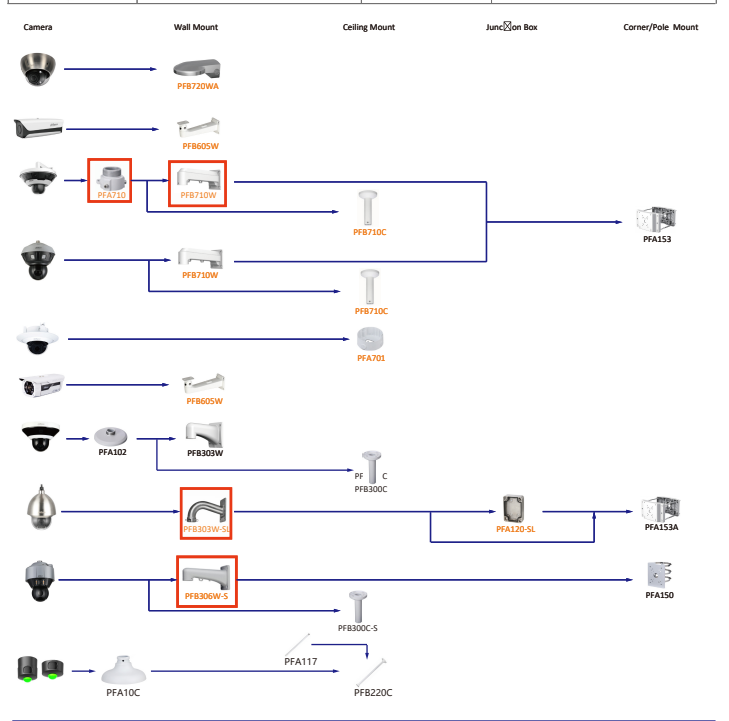 Camera Wall Mount Ceiling Mount Junc☒on Box Corner/Pole Mount
PFB720WA
PFB605W
PFA710 PFB710W
PFB710C PFA153
PFB710W
PFB710C
PFA701
PFB605W
PFA102 PFB303W
PF C
PFB300C
PFB303W-SL PFA120-SL PFA153A
PFB306W-S PFA150
PFB300C-S
PFA117
PFA10C PFB220C